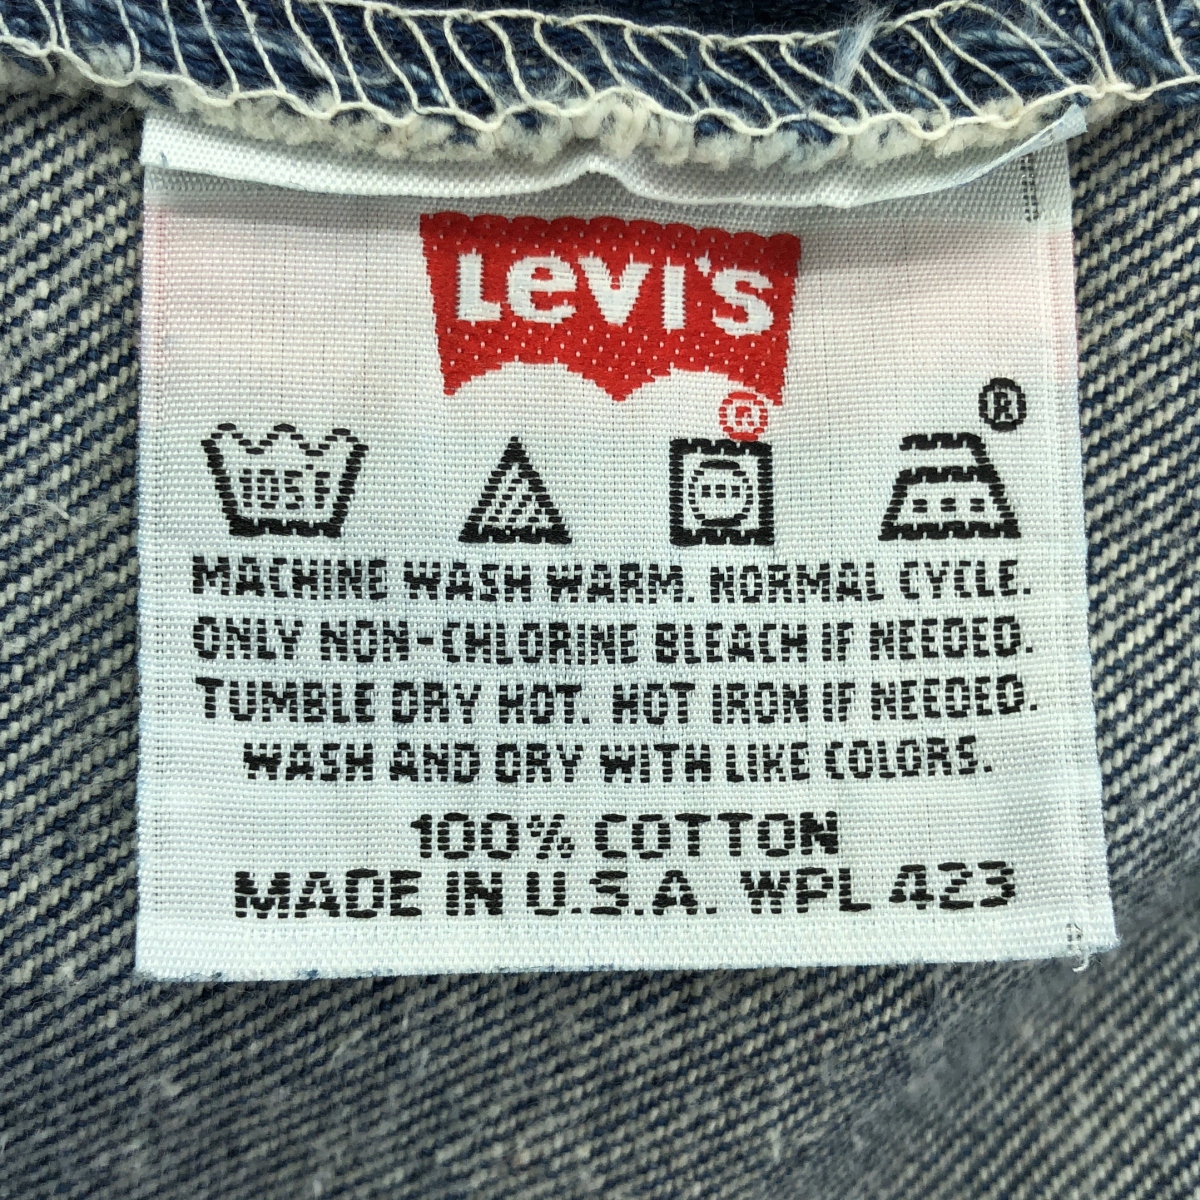 Levi's
®
®
105°F
MACHINE WASH WARM. NORMAL CYCLE.
ONLY NON-CHLORINE BLEACH IF NEEDED.
TUMBLE DRY HOT. HOT IRON IF NEEDED.
WASH AND DRY WITH LIKE COLORS.
100% COTTON
MADE IN U.S.A. WPL 423